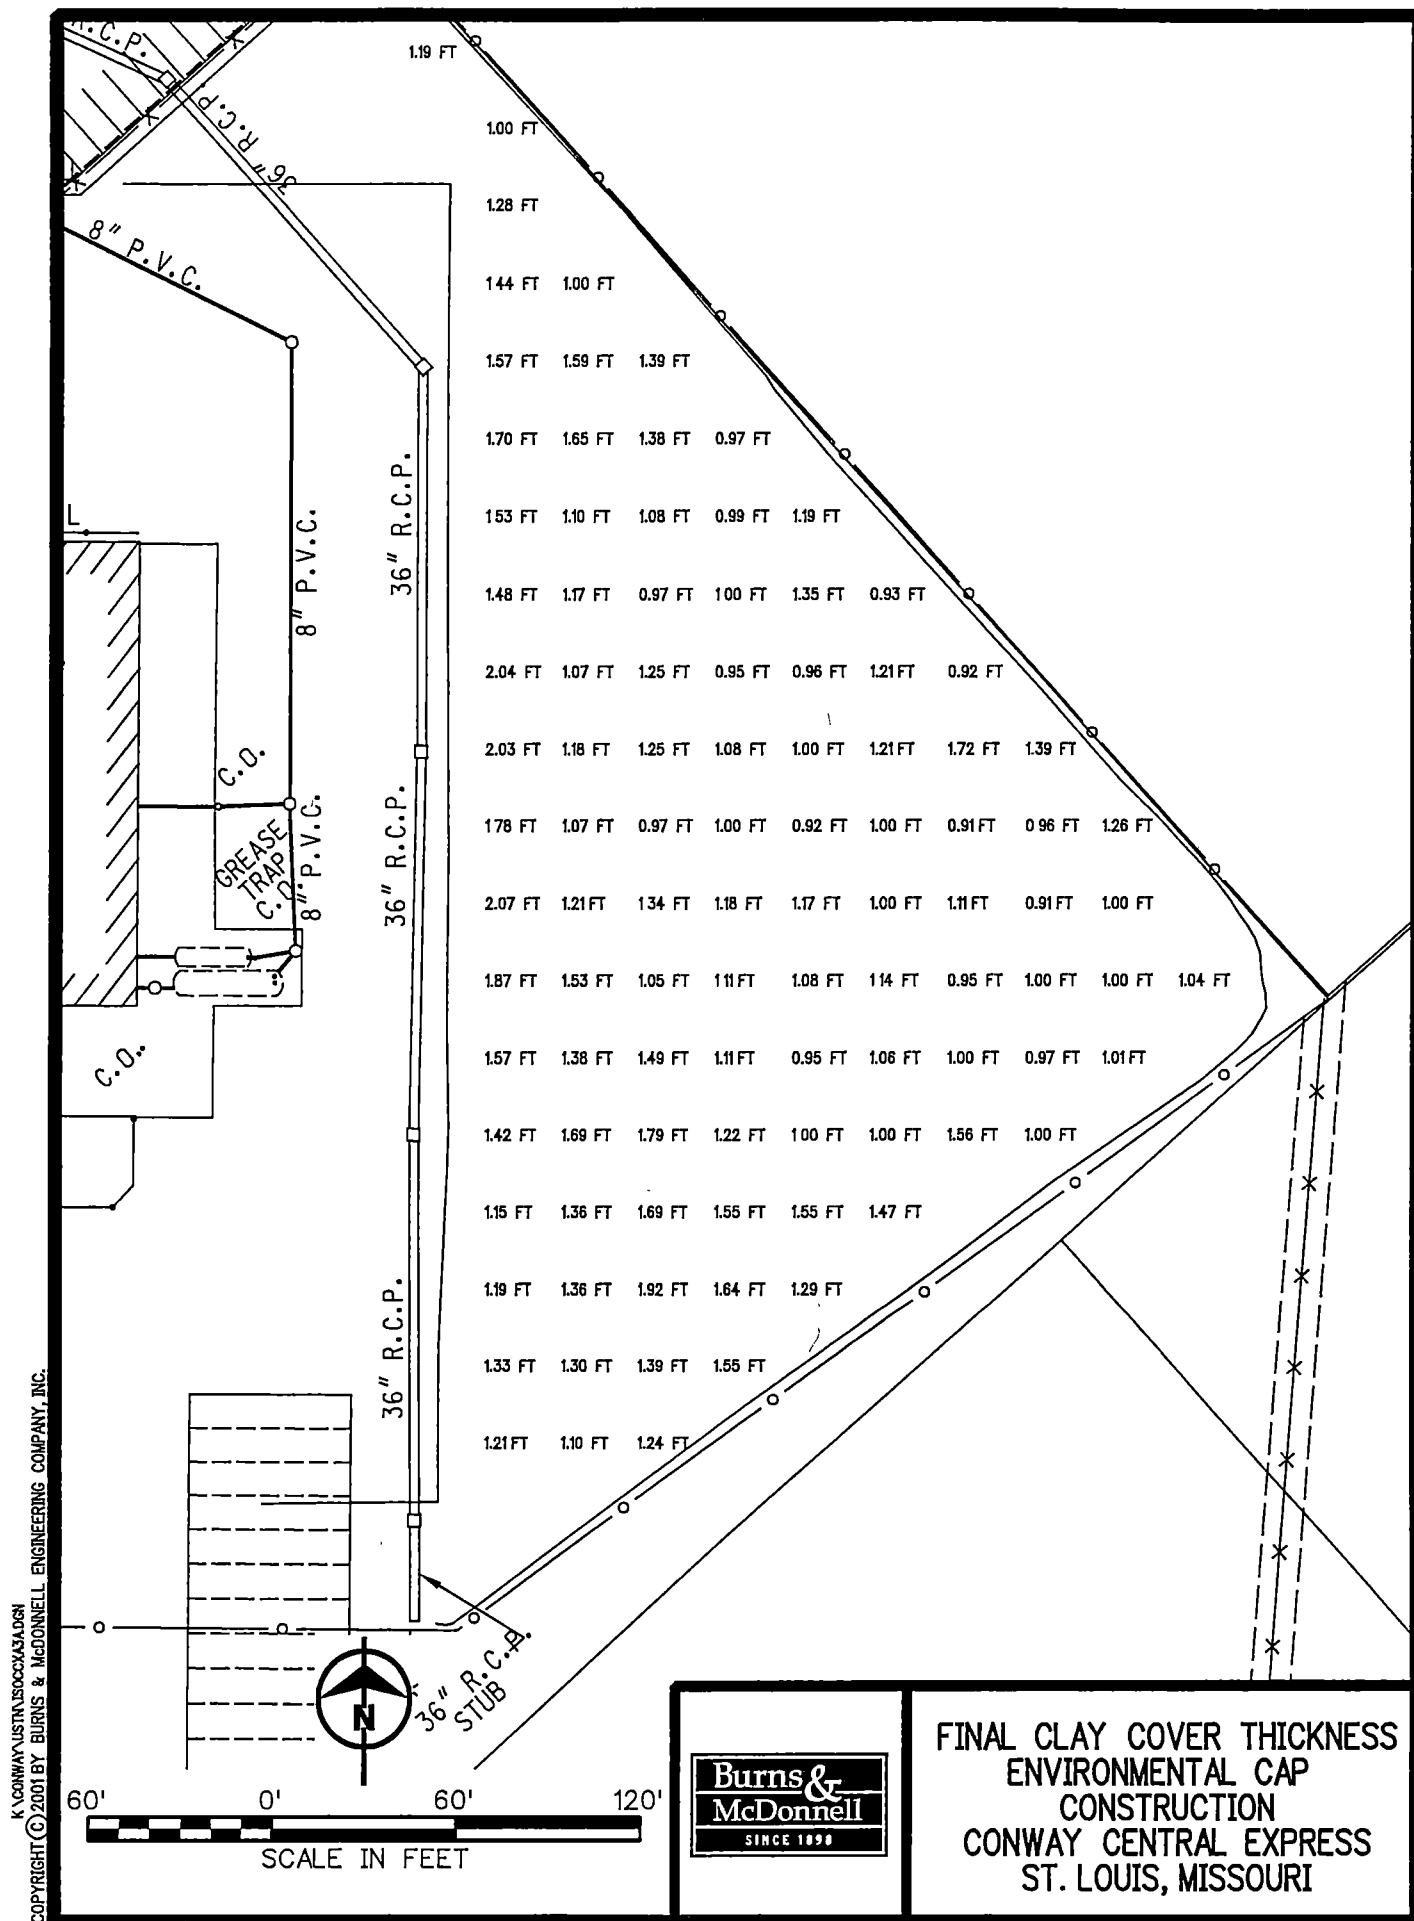 R.C.P.
1.19 FT
36" R.C.P.
1.00 FT
1.28 FT
8" P.V.C.
144 FT 1.00 FT
1.57 FT 1.59 FT 1.39 FT
1.70 FT 1.65 FT 1.38 FT 0.97 FT
36" R.C.P.
L
8" P.V.C.
153 FT 1.10 FT 1.08 FT 0.99 FT 1.19 FT
1.48 FT 1.17 FT 0.97 FT 100 FT 1.35 FT 0.93 FT
2.04 FT 1.07 FT 1.25 FT 0.95 FT 0.96 FT 1.21 FT 0.92 FT
2.03 FT 1.18 FT 1.25 FT 1.08 FT 1.00 FT 1.21 FT 1.72 FT 1.39 FT
C.O.
36" R.C.P.
8" P.V.C.
GREASE
TRAP
C.O.
178 FT 1.07 FT 0.97 FT 1.00 FT 0.92 FT 1.00 FT 0.91 FT 0 96 FT 1.26 FT
2.07 FT 1.21 FT 134 FT 1.18 FT 1.17 FT 1.00 FT 1.11 FT 0.91 FT 1.00 FT
1.87 FT 1.53 FT 1.05 FT 111 FT 1.08 FT 114 FT 0.95 FT 1.00 FT 1.00 FT 1.04 FT
C.O.
1.57 FT 1.38 FT 1.49 FT 1.11 FT 0.95 FT 1.06 FT 1.00 FT 0.97 FT 1.01 FT
1.42 FT 1.69 FT 1.79 FT 1.22 FT 100 FT 1.00 FT 1.56 FT 1.00 FT
1.15 FT 1.36 FT 1.69 FT 1.55 FT 1.55 FT 1.47 FT
1.19 FT 1.36 FT 1.92 FT 1.64 FT 1.29 FT
36" R.C.P.
1.33 FT 1.30 FT 1.39 FT 1.55 FT
1.21 FT 1.10 FT 1.24 FT
36" R.C.P.
STUB
N
60' 0' 60' 120'
SCALE IN FEET
Burns &
McDonnell
SINCE 1898
FINAL CLAY COVER THICKNESS
ENVIRONMENTAL CAP
CONSTRUCTION
CONWAY CENTRAL EXPRESS
ST. LOUIS, MISSOURI
COPYRIGHT © 2001 BY BURNS & McDONNELL ENGINEERING COMPANY, INC.